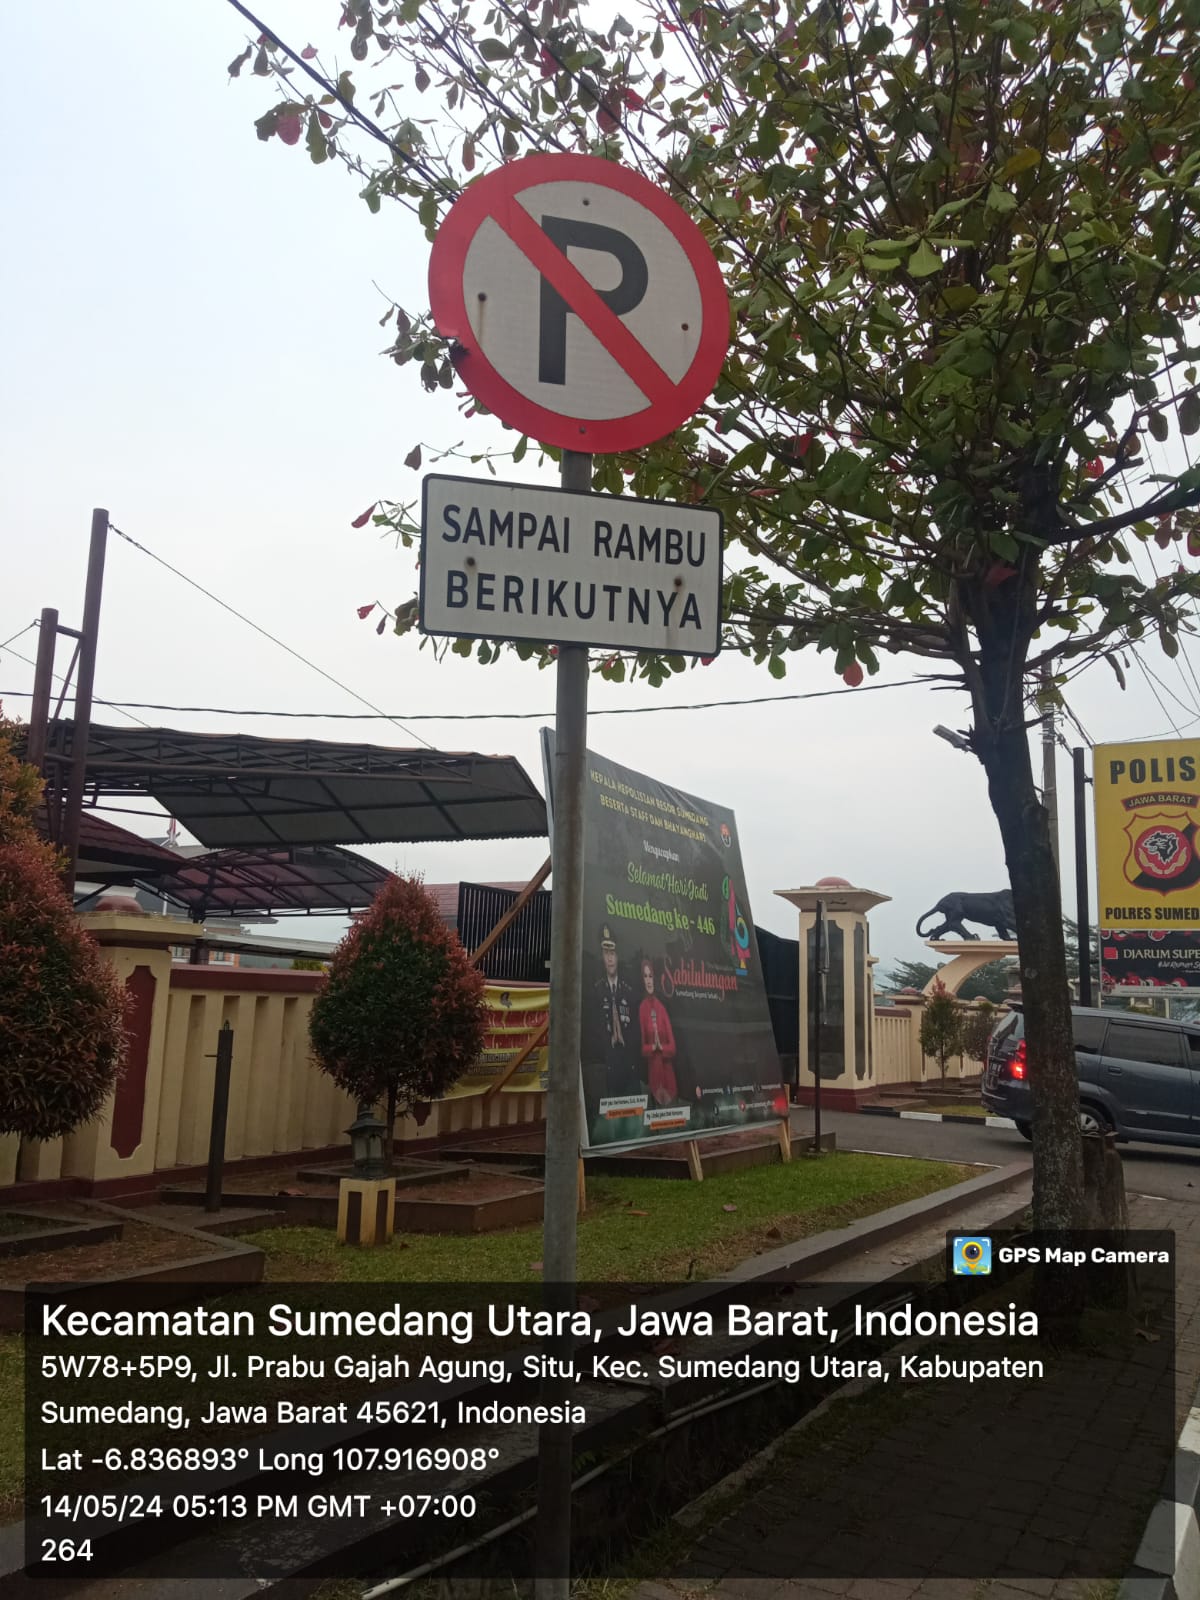 P
SAMPAI RAMBU
BERIKUTNYA
KEPALA KEPOLISIAN RESOR SUMEDANG
BESERTA STAFF DAN BHAYANGKARI
Mengucapkan
Selamat Hari Jadi
Sumedang ke-446
Sabilulungan
POLIS
JAWA BARAT
POLRES SUMEDA
DJARUM SUPE
GPS Map Camera
Kecamatan Sumedang Utara, Jawa Barat, Indonesia
5W78+5P9, Jl. Prabu Gajah Agung, Situ, Kec. Sumedang Utara, Kabupaten
Sumedang, Jawa Barat 45621, Indonesia
Lat -6.836893° Long 107.916908°
14/05/24 05:13 PM GMT +07:00
264